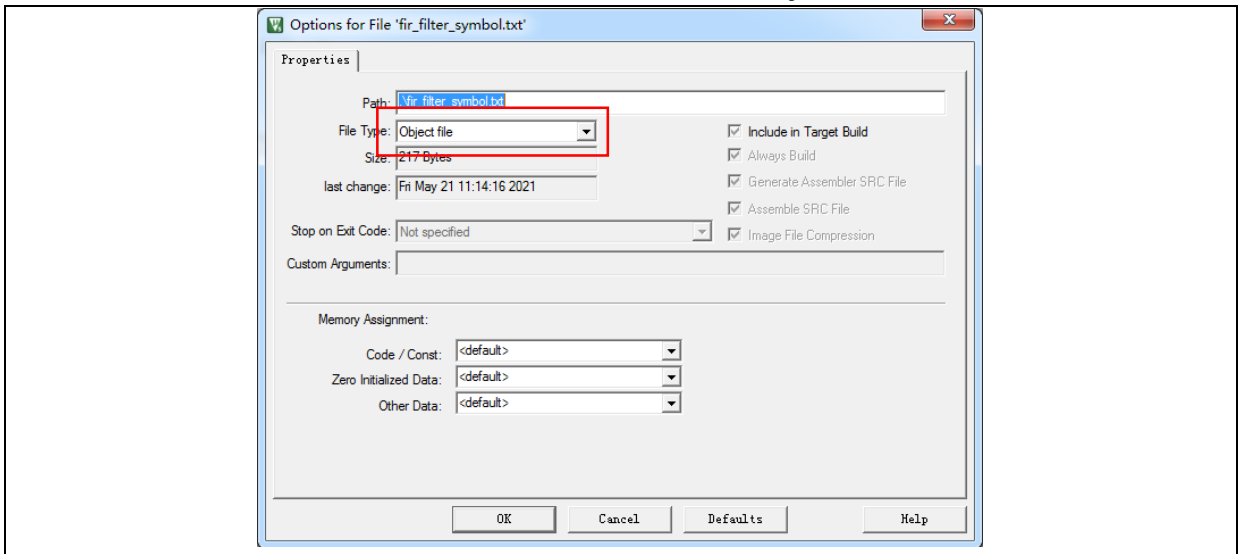 Options for File 'fir_filter_symbol.txt'
Properties
Path: .\fir_filter_symbol.txt
File Type: Object file
Include in Target Build
Size: 217 Bytes
Always Build
last change: Fri May 21 11:14:16 2021
Generate Assembler SRC File
Assemble SRC File
Stop on Exit Code: Not specified
Image File Compression
Custom Arguments:
Memory Assignment:
Code / Const: <default>
Zero Initialized Data: <default>
Other Data: <default>
OK Cancel Defaults Help